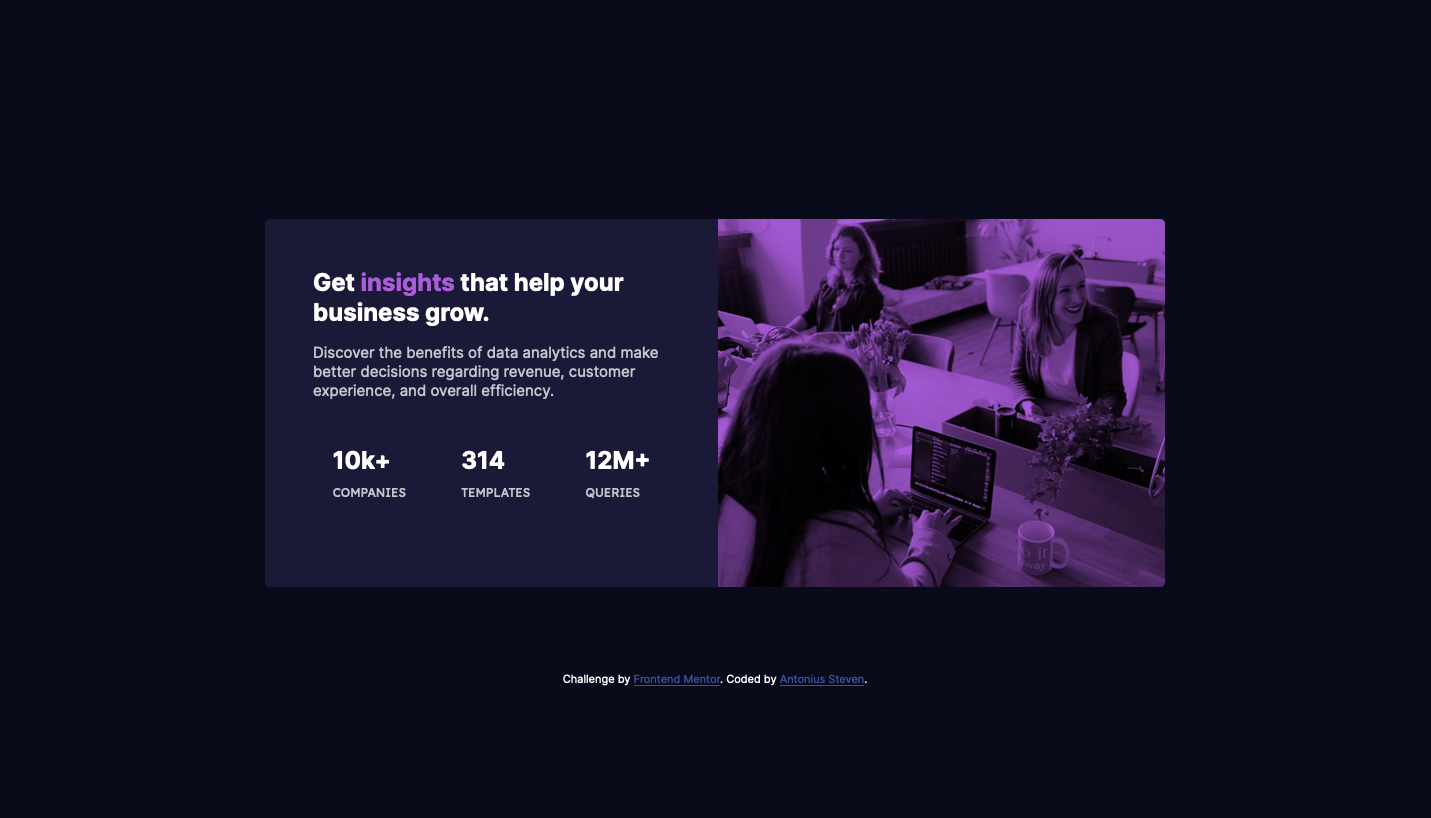 Get insights that help your
business grow.
Discover the benefits of data analytics and make
better decisions regarding revenue, customer
experience, and overall efficiency.
10k+ 314 12M+
COMPANIES TEMPLATES QUERIES
Challenge by Frontend Mentor. Coded by Antonius Steven.